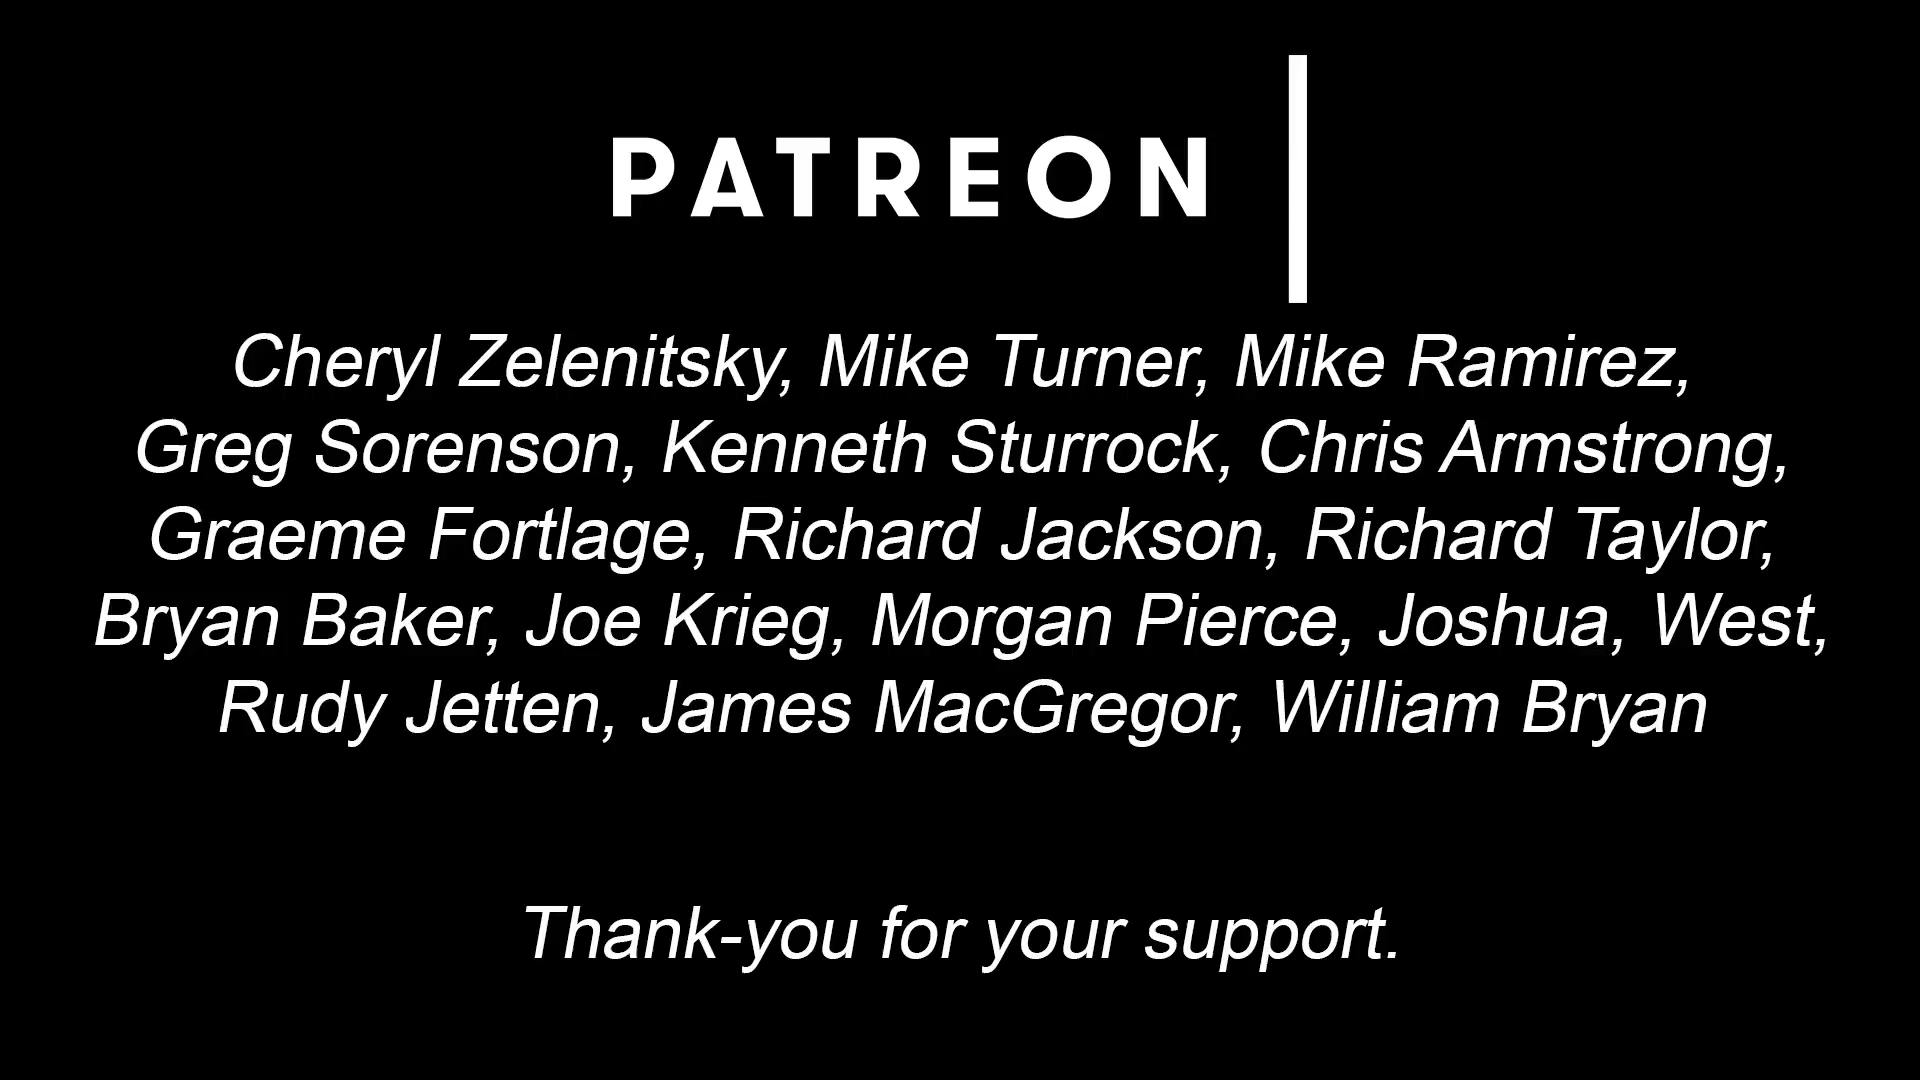 PATREON
Cheryl Zelenitsky, Mike Turner, Mike Ramirez,
Greg Sorenson, Kenneth Sturrock, Chris Armstrong,
Graeme Fortlage, Richard Jackson, Richard Taylor,
Bryan Baker, Joe Krieg, Morgan Pierce, Joshua, West,
Rudy Jetten, James MacGregor, William Bryan
Thank-you for your support.